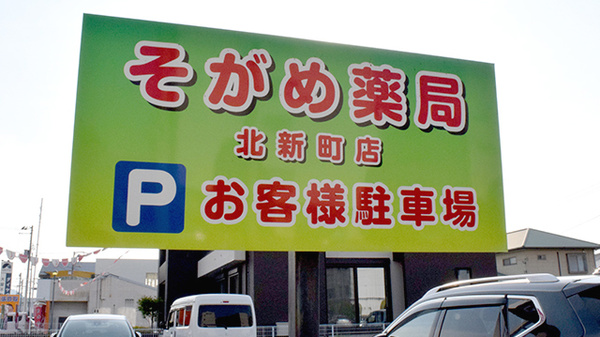 そがめ薬局
北新町店
P お客様駐車場